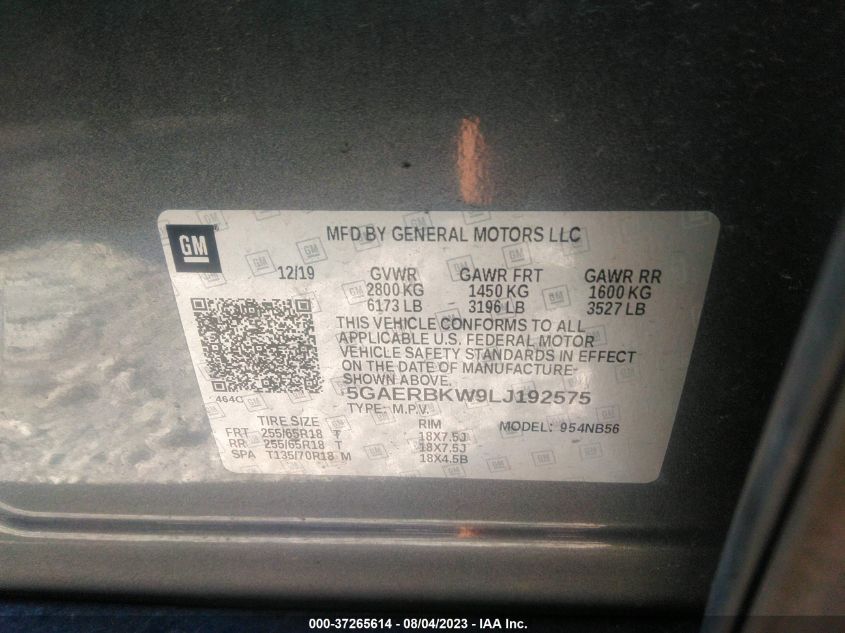 GM
MFD BY GENERAL MOTORS LLC
12/19 GVWR GAWR FRT GAWR RR
2800 KG 1450 KG 1600 KG
6173 LB 3196 LB 3527 LB
THIS VEHICLE CONFORMS TO ALL
APPLICABLE U.S. FEDERAL MOTOR
VEHICLE SAFETY STANDARDS IN EFFECT
ON THE DATE OF MANUFACTURE
SHOWN ABOVE.
464C 5GAERBKW9LJ192575
TYPE: M.P.V. MODEL: 954NB56
TIRE SIZE RIM
FRT 255/65R18 T 18X7.5J
RR 255/65R18 T 18X7.5J
SPA T135/70R18 M 18X4.5B
000-37265614 - 08/04/2023 - IAA Inc.